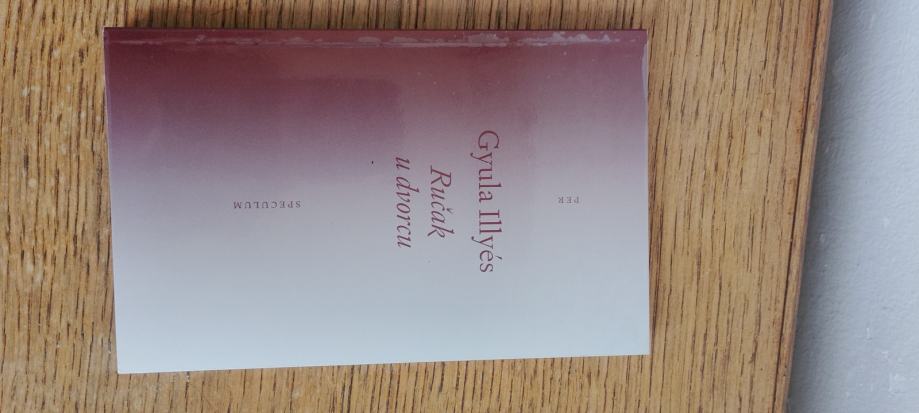 PER
Gyula Illyés
Ručak
u dvorcu
SPECULUM